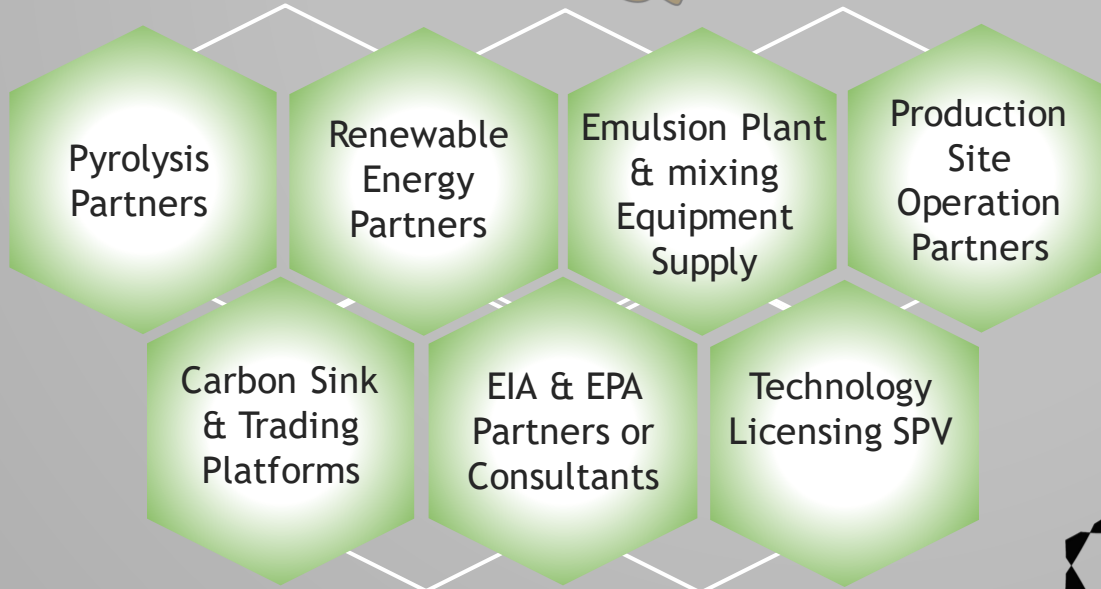 Pyrolysis
Partners
Renewable
Energy
Partners
Emulsion Plant
& mixing
Equipment
Supply
Production
Site
Operation
Partners
Carbon Sink
& Trading
Platforms
EIA & EPA
Partners or
Consultants
Technology
Licensing SPV